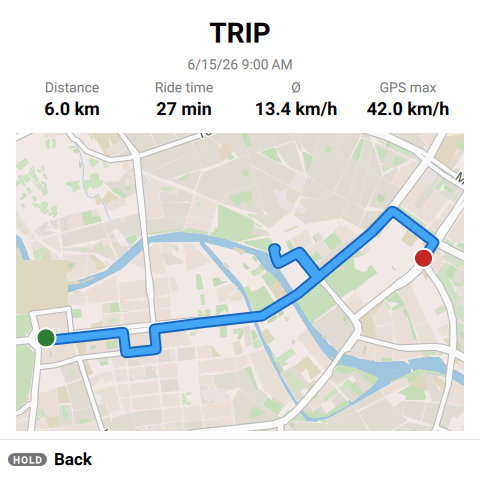 TRIP
6/15/26 9:00 AM
Distance Ride time Ø GPS max
6.0 km 27 min 13.4 km/h 42.0 km/h
HOLD Back